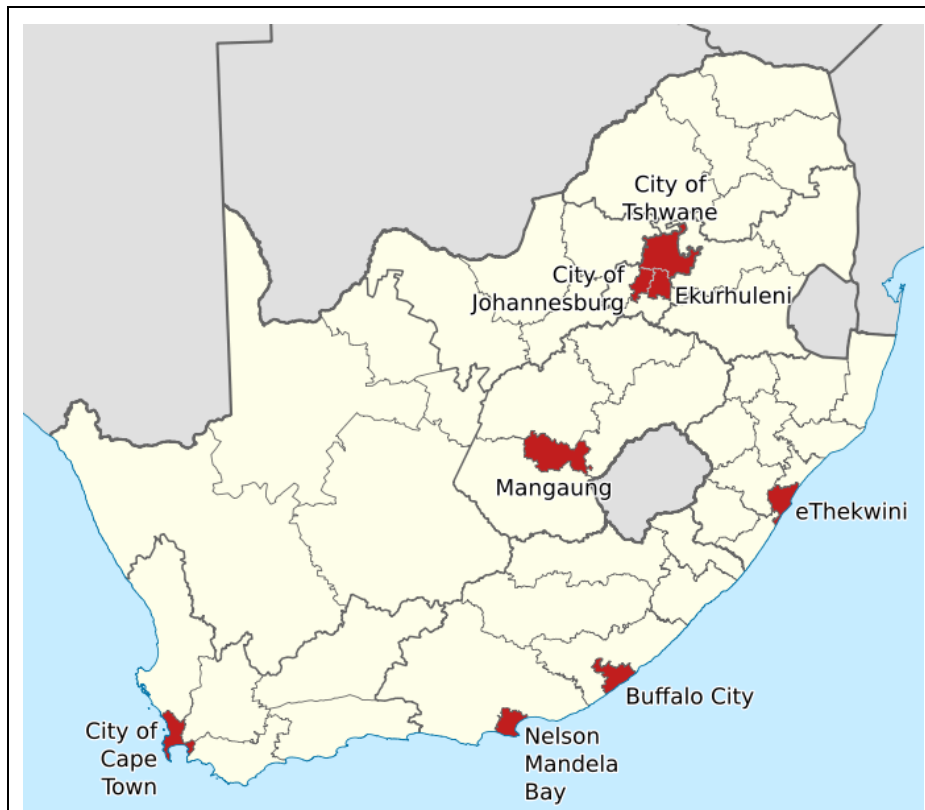 City of
Tshwane
City of
Johannesburg
Ekurhuleni
Mangaung
eThekwini
Buffalo City
City of
Cape
Town
Nelson
Mandela
Bay